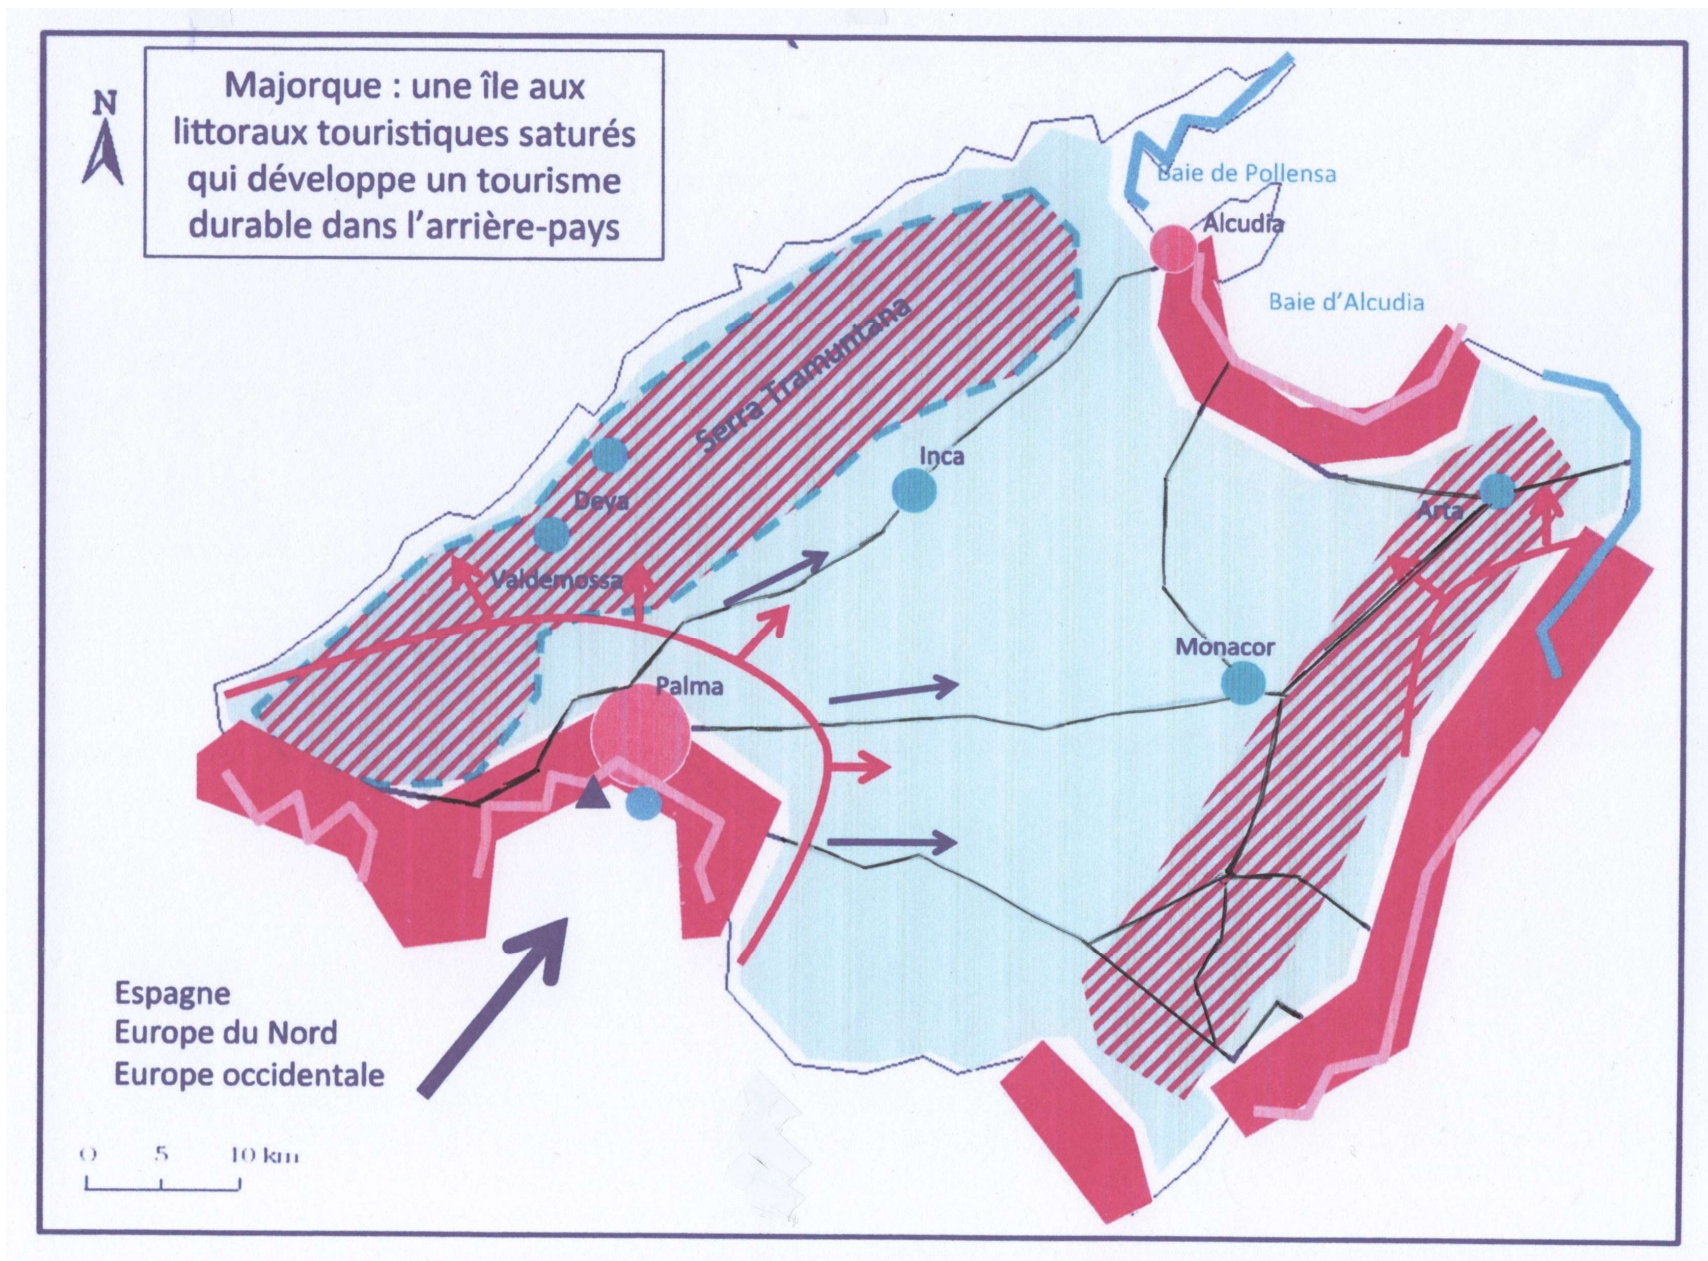 N
Majorque : une île aux
littoraux touristiques saturés
qui développe un tourisme
durable dans l'arrière-pays
Baie de Pollensa
Alcudia
Baie d'Alcudia
Serra Tramuntana
Inca
Deya
Arta
Valdemossa
Monacor
Palma
Espagne
Europe du Nord
Europe occidentale
0 5 10 km